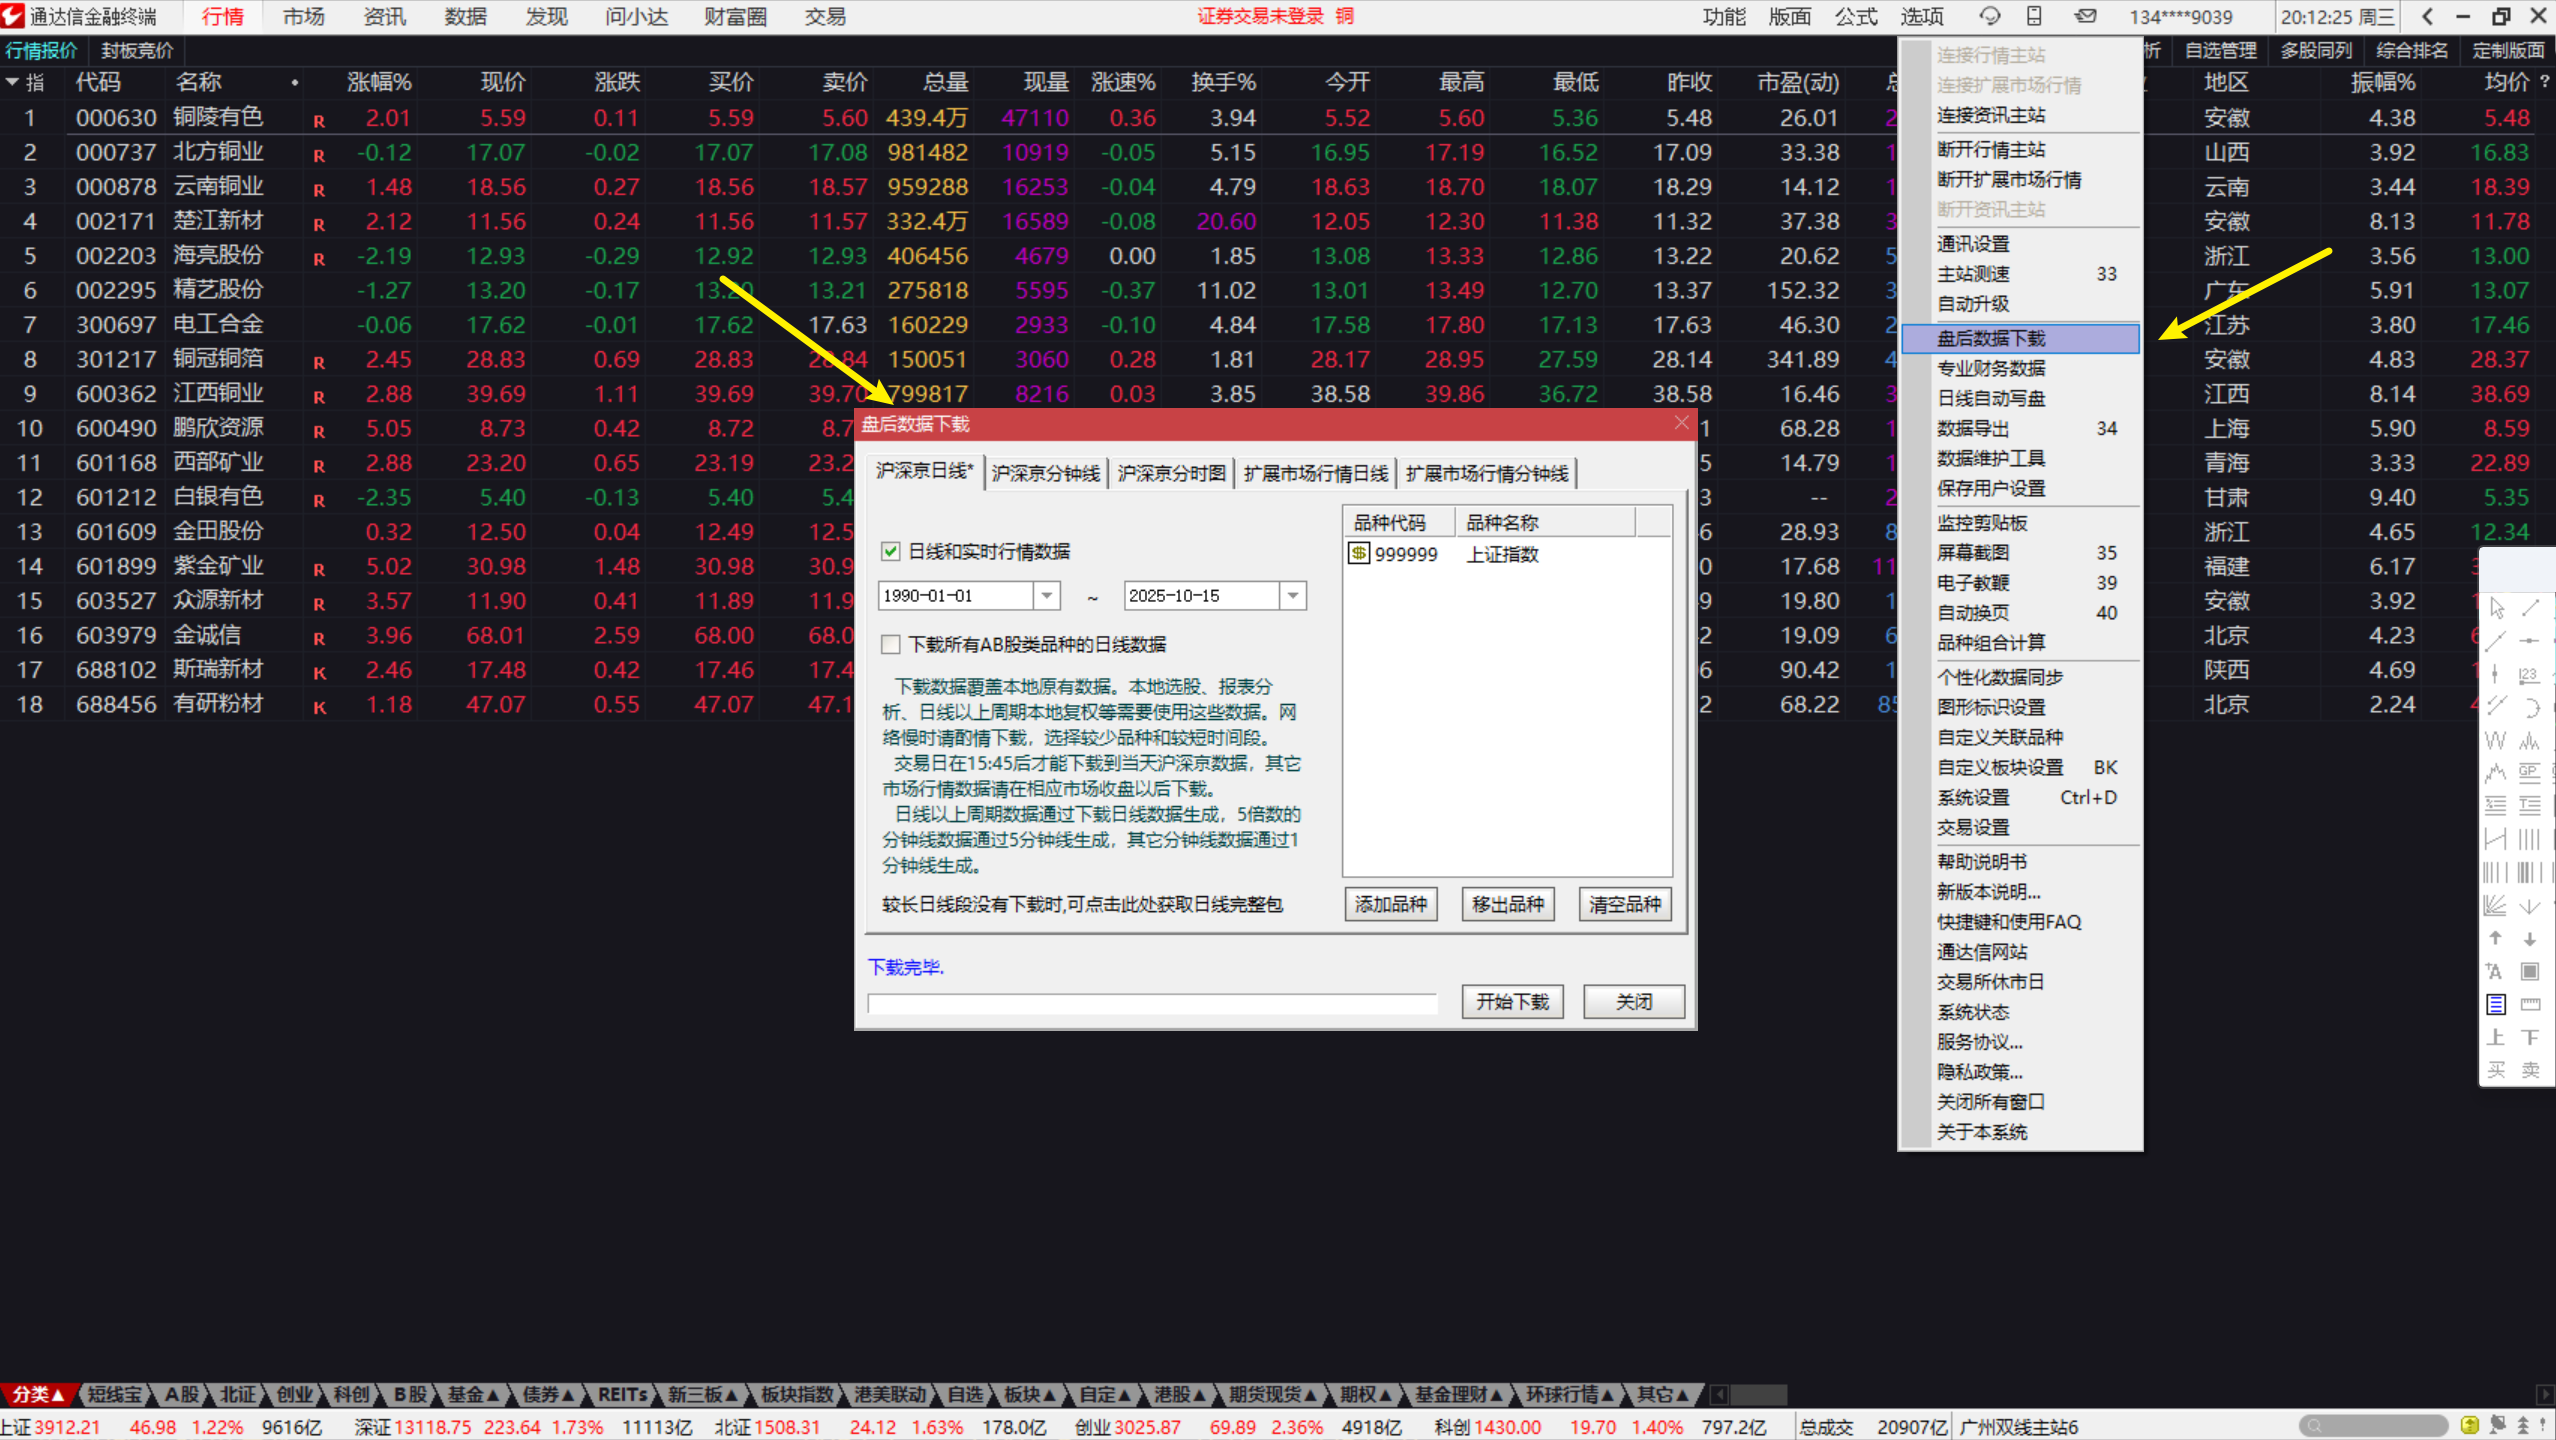 通达信金融终端 行情 市场 资讯 数据 发现 问小达 财富圈 交易 证券交易未登录 铜 功能 版面 公式 选项 134****9039 20:12:25 周三
行情报价 封板竞价 析 自选管理 多股同列 综合排名 定制版面
指 代码 名称 涨幅% 现价 涨跌 买价 卖价 总量 现量 涨速% 换手% 今开 最高 最低 昨收 市盈(动) 地区 振幅% 均价 ?
1 000630 铜陵有色 R 2.01 5.59 0.11 5.59 5.60 439.4万 47110 0.36 3.94 5.52 5.60 5.36 5.48 26.01 2 安徽 4.38 5.48
2 000737 北方铜业 R -0.12 17.07 -0.02 17.07 17.08 981482 10919 -0.05 5.15 16.95 17.19 16.52 17.09 33.38 1 山西 3.92 16.83
3 000878 云南铜业 R 1.48 18.56 0.27 18.56 18.57 959288 16253 -0.04 4.79 18.63 18.70 18.07 18.29 14.12 1 云南 3.44 18.39
4 002171 楚江新材 R 2.12 11.56 0.24 11.56 11.57 332.4万 16589 -0.08 20.60 12.05 12.30 11.38 11.32 37.38 3 安徽 8.13 11.78
5 002203 海亮股份 R -2.19 12.93 -0.29 12.92 12.93 406456 4679 0.00 1.85 13.08 13.33 12.86 13.22 20.62 5 浙江 3.56 13.00
6 002295 精艺股份 -1.27 13.20 -0.17 13.20 13.21 275818 5595 -0.37 11.02 13.01 13.49 12.70 13.37 152.32 3 广东 5.91 13.07
7 300697 电工合金 -0.06 17.62 -0.01 17.62 17.63 160229 2933 -0.10 4.84 17.58 17.80 17.13 17.63 46.30 2 江苏 3.80 17.46
8 301217 铜冠铜箔 R 2.45 28.83 0.69 28.83 28.84 150051 3060 0.28 1.81 28.17 28.95 27.59 28.14 341.89 4 安徽 4.83 28.37
9 600362 江西铜业 R 2.88 39.69 1.11 39.69 39.70 799817 8216 0.03 3.85 38.58 39.86 36.72 38.58 16.46 3 江西 8.14 38.69
10 600490 鹏欣资源 R 5.05 8.73 0.42 8.72 8.7 1 68.28 1 上海 5.90 8.59
11 601168 西部矿业 R 2.88 23.20 0.65 23.19 23.2 5 14.79 1 青海 3.33 22.89
12 601212 白银有色 R -2.35 5.40 -0.13 5.40 5.4 3 -- 2 甘肃 9.40 5.35
13 601609 金田股份 0.32 12.50 0.04 12.49 12.5 6 28.93 8 浙江 4.65 12.34
14 601899 紫金矿业 R 5.02 30.98 1.48 30.98 30.9 0 17.68 11 福建 6.17
15 603527 众源新材 R 3.57 11.90 0.41 11.89 11.9 9 19.80 1 安徽 3.92
16 603979 金诚信 R 3.96 68.01 2.59 68.00 68.0 2 19.09 6 北京 4.23
17 688102 斯瑞新材 K 2.46 17.48 0.42 17.46 17.4 6 90.42 1 陕西 4.69
18 688456 有研粉材 K 1.18 47.07 0.55 47.07 47.1 2 68.22 85 北京 2.24
连接行情主站
连接扩展市场行情
连接资讯主站
断开行情主站
断开扩展市场行情
断开资讯主站
通讯设置
主站测速 33
自动升级
盘后数据下载
专业财务数据
日线自动写盘
数据导出 34
数据维护工具
保存用户设置
监控剪贴板
屏幕截图 35
电子教鞭 39
自动换页 40
品种组合计算
个性化数据同步
图形标识设置
自定义关联品种
自定义板块设置 BK
系统设置 Ctrl+D
交易设置
帮助说明书
新版本说明...
快捷键和使用FAQ
通达信网站
交易所休市日
系统状态
服务协议...
隐私政策...
关闭所有窗口
关于本系统
盘后数据下载
沪深京日线* 沪深京分钟线 沪深京分时图 扩展市场行情日线 扩展市场行情分钟线
日线和实时行情数据
1990-01-01 ~ 2025-10-15
下载所有AB股类品种的日线数据
下载数据覆盖本地原有数据。本地选股、报表分
析、日线以上周期本地复权等需要使用这些数据。网
络慢时请酌情下载，选择较少品种和较短时间段。
交易日在15:45后才能下载到当天沪深京数据，其它
市场行情数据请在相应市场收盘以后下载。
日线以上周期数据通过下载日线数据生成，5倍数的
分钟线数据通过5分钟线生成，其它分钟线数据通过1
分钟线生成。
较长日线段没有下载时,可点击此处获取日线完整包
品种代码 品种名称
999999 上证指数
添加品种 移出品种 清空品种
下载完毕.
开始下载 关闭
123
GP
A
上 下
买 卖
分类▲ 短线宝 A股 北证 创业 科创 B股 基金▲ 债券▲ REITs 新三板▲ 板块指数 港美联动 自选 板块▲ 自定▲ 港股▲ 期货现货▲ 期权▲ 基金理财▲ 环球行情▲ 其它▲
上证3912.21 46.98 1.22% 9616亿 深证13118.75 223.64 1.73% 11113亿 北证1508.31 24.12 1.63% 178.0亿 创业3025.87 69.89 2.36% 4918亿 科创1430.00 19.70 1.40% 797.2亿 总成交 20907亿 广州双线主站6